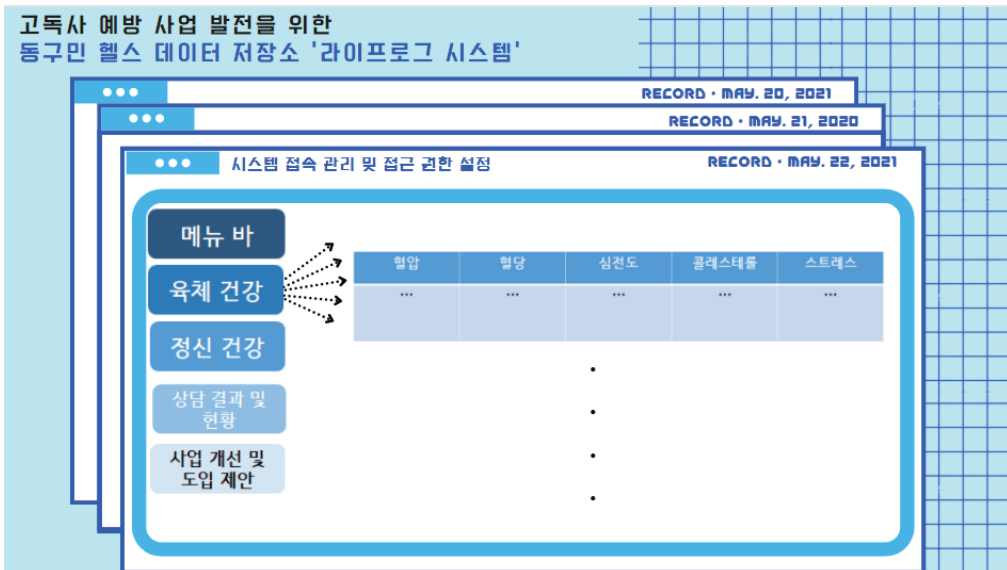 고독사 예방 사업 발전을 위한
동구민 헬스 데이터 저장소 '라이프로그 시스템'
RECORD · MAY. 20, 2021
RECORD · MAY. 21, 2020
시스템 접속 관리 및 접근 권한 설정
RECORD · MAY. 22, 2021
메뉴 바
육체 건강
정신 건강
상담 결과 및
현황
사업 개선 및
도입 제안
혈압 혈당 심전도 콜레스테롤 스트레스
... ... ... ... ...